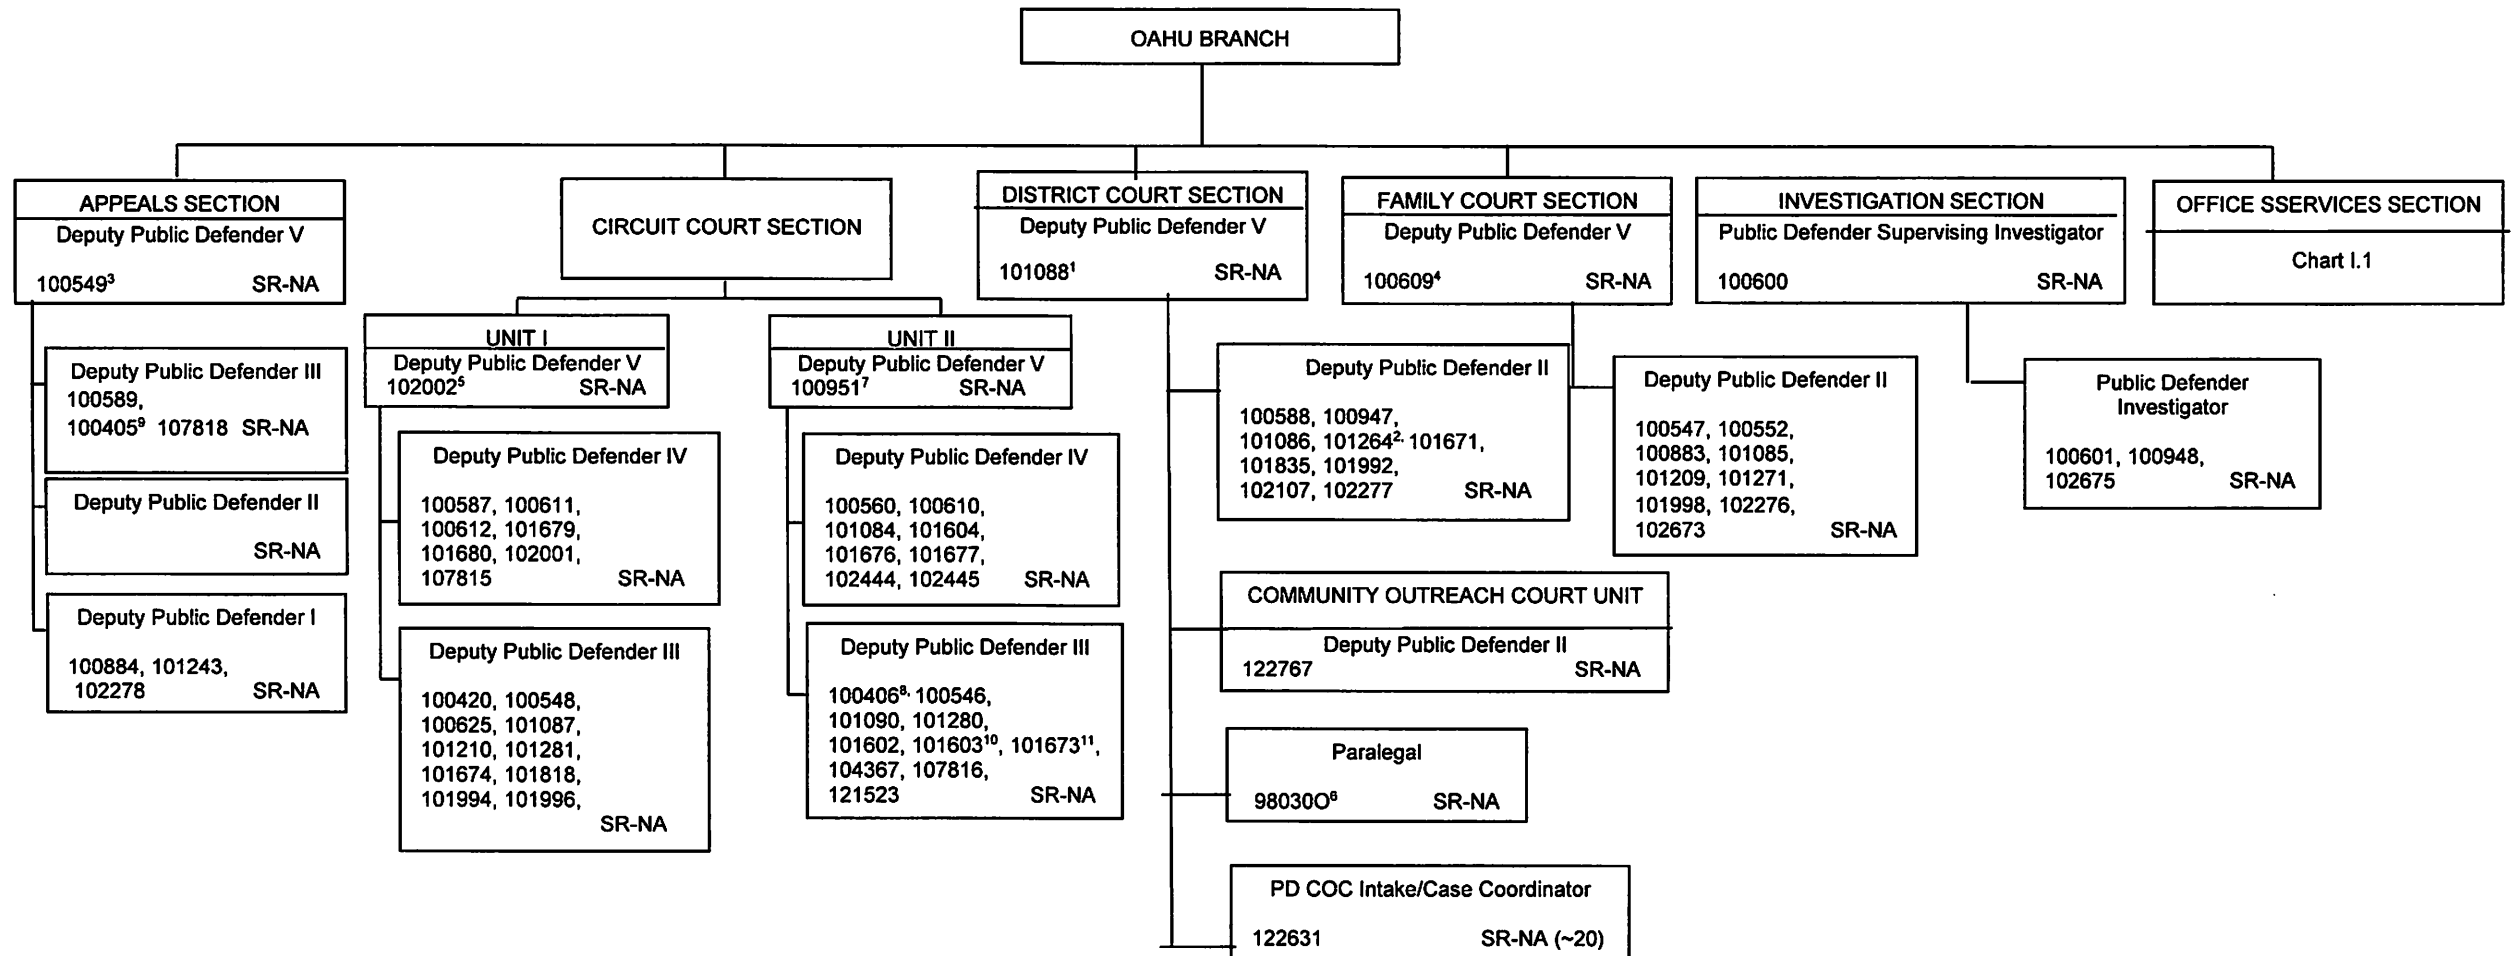 OAHU BRANCH
APPEALS SECTION
Deputy Public Defender V
100549³ SR-NA
Deputy Public Defender III
100589,
100405⁹ 107818 SR-NA
Deputy Public Defender II
SR-NA
Deputy Public Defender I
100884, 101243,
102278 SR-NA
CIRCUIT COURT SECTION
UNIT I
Deputy Public Defender V
102002⁵ SR-NA
Deputy Public Defender IV
100587, 100611,
100612, 101679,
101680, 102001,
107815 SR-NA
Deputy Public Defender III
100420, 100548,
100625, 101087,
101210, 101281,
101674, 101818,
101994, 101996,
SR-NA
UNIT II
Deputy Public Defender V
100951⁷ SR-NA
Deputy Public Defender IV
100560, 100610,
101084, 101604,
101676, 101677,
102444, 102445 SR-NA
Deputy Public Defender III
100406⁸, 100546,
101090, 101280,
101602, 101603¹⁰, 101673¹¹,
104367, 107816,
121523 SR-NA
DISTRICT COURT SECTION
Deputy Public Defender V
101088¹ SR-NA
Deputy Public Defender II
100588, 100947,
101086, 101264², 101671,
101835, 101992,
102107, 102277 SR-NA
COMMUNITY OUTREACH COURT UNIT
Deputy Public Defender II
122767 SR-NA
Paralegal
98030O⁶ SR-NA
PD COC Intake/Case Coordinator
122631 SR-NA (~20)
FAMILY COURT SECTION
Deputy Public Defender V
100609⁴ SR-NA
Deputy Public Defender II
100547, 100552,
100883, 101085,
101209, 101271,
101998, 102276,
102673 SR-NA
INVESTIGATION SECTION
Public Defender Supervising Investigator
100600 SR-NA
Public Defender
Investigator
100601, 100948,
102675 SR-NA
OFFICE SSERVICES SECTION
Chart I.1